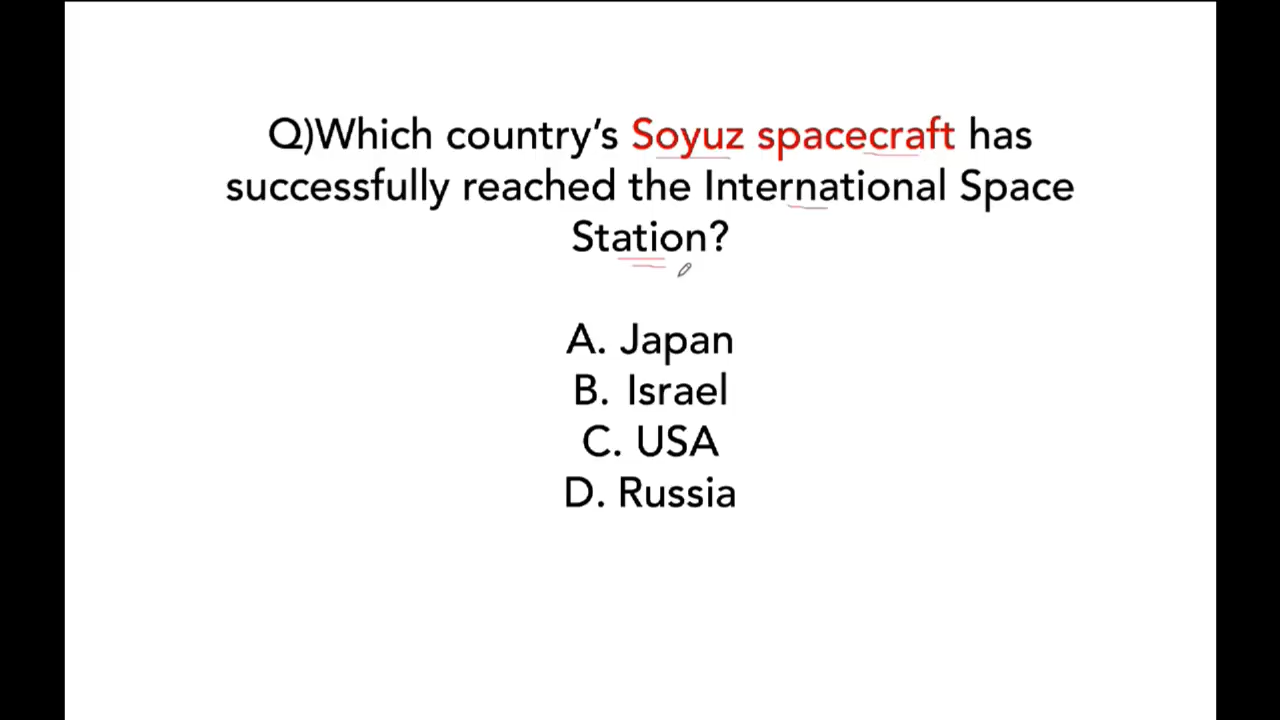 Q)Which country’s Soyuz spacecraft has
successfully reached the International Space
Station?
A. Japan
B. Israel
C. USA
D. Russia